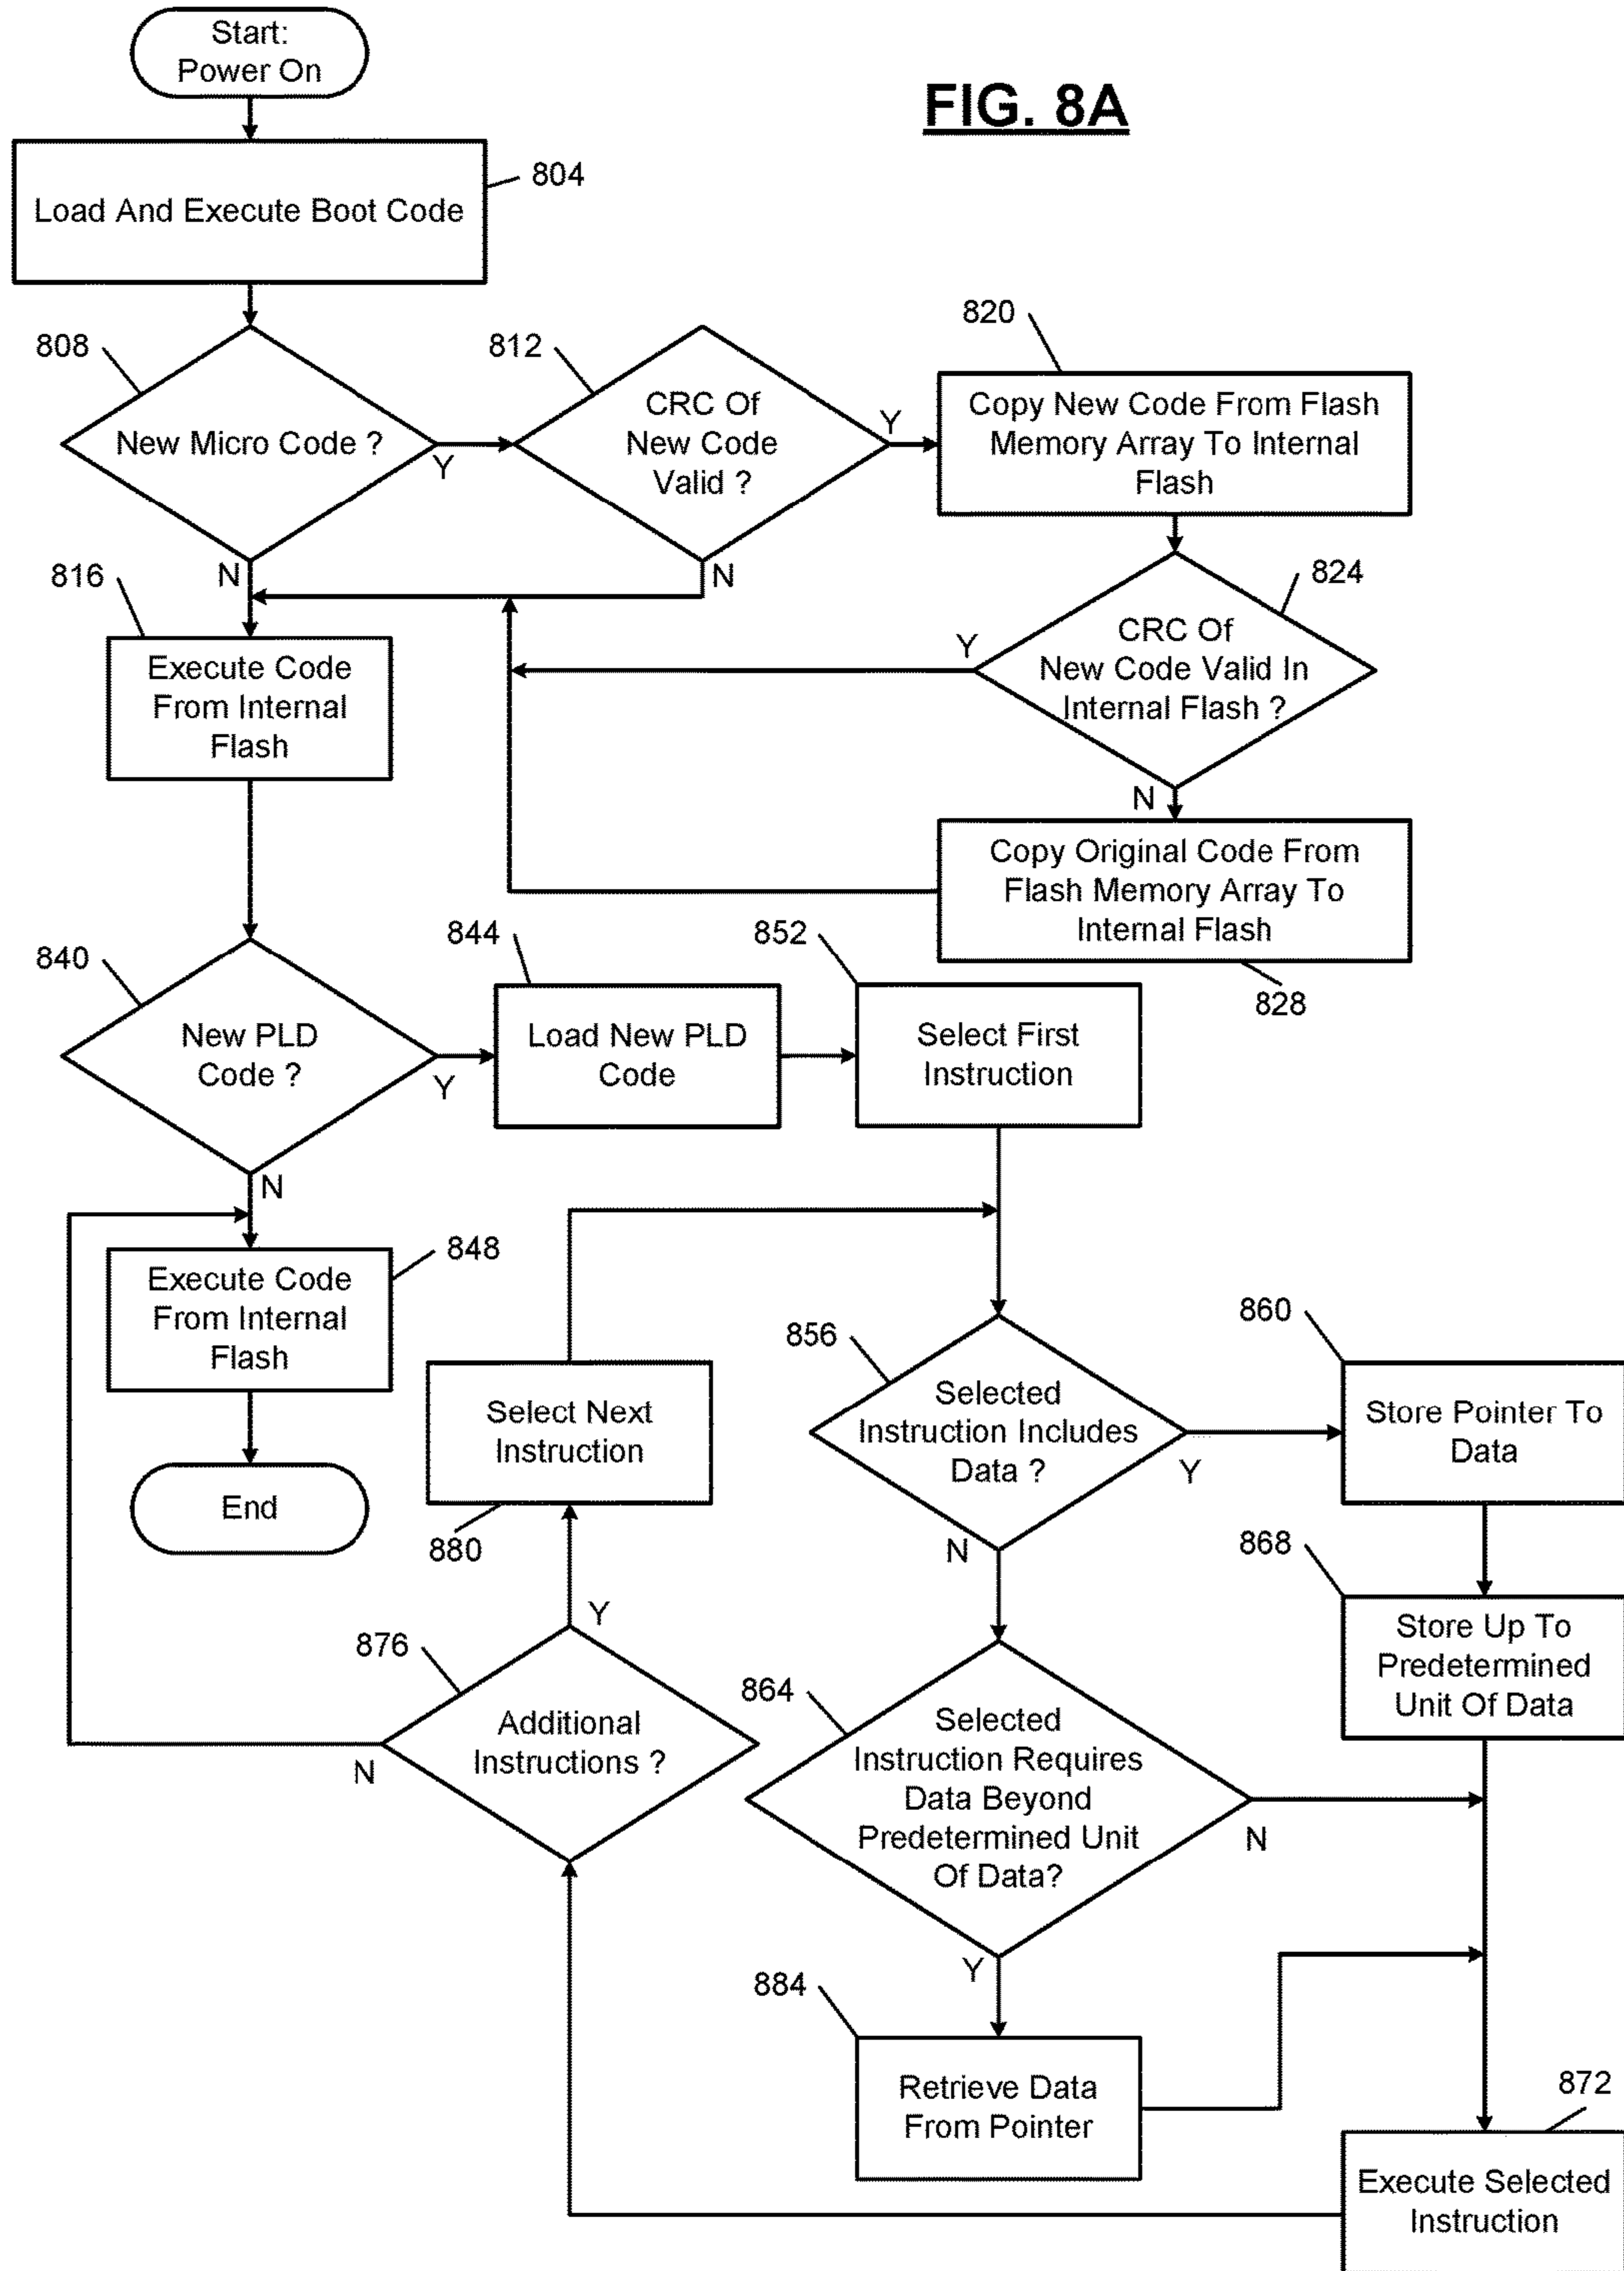 Start:
Power On
FIG. 8A
804
Load And Execute Boot Code
808
New Micro Code ?
Y
N
812
CRC Of
New Code
Valid ?
Y
N
820
Copy New Code From Flash
Memory Array To Internal
Flash
824
CRC Of
New Code Valid In
Internal Flash ?
Y
N
Copy Original Code From
Flash Memory Array To
Internal Flash
828
816
Execute Code
From Internal
Flash
840
New PLD
Code ?
Y
N
844
Load New PLD
Code
852
Select First
Instruction
848
Execute Code
From Internal
Flash
End
Select Next
Instruction
880
856
Selected
Instruction Includes
Data ?
Y
N
860
Store Pointer To
Data
868
Store Up To
Predetermined
Unit Of Data
876
Additional
Instructions ?
Y
N
864
Selected
Instruction Requires
Data Beyond
Predetermined Unit
Of Data?
N
Y
884
Retrieve Data
From Pointer
872
Execute Selected
Instruction